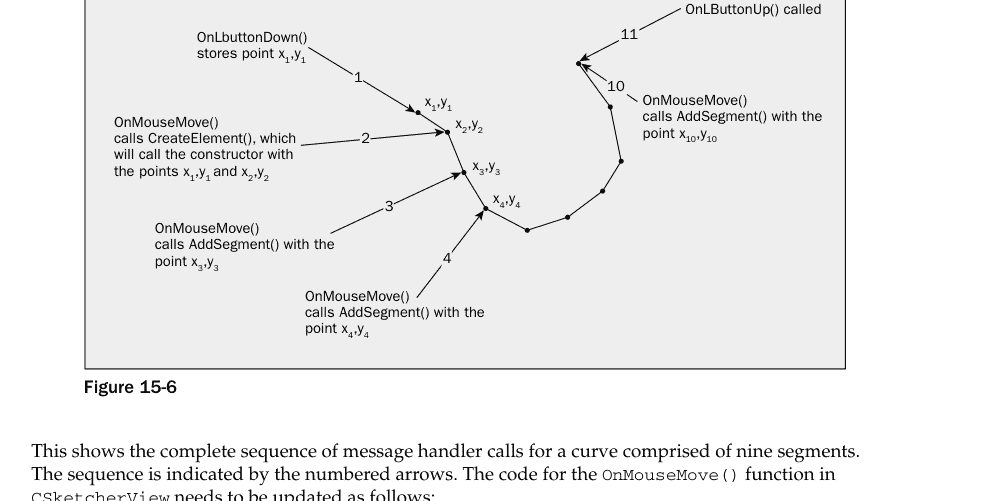 OnLButtonUp() called
11
OnLbuttonDown()
stores point x1,y1
1
10
x1,y1
OnMouseMove()
calls AddSegment() with the
point x10,y10
OnMouseMove()
calls CreateElement(), which
will call the constructor with
the points x1,y1 and x2,y2
2
x2,y2
x3,y3
3
x4,y4
OnMouseMove()
calls AddSegment() with the
point x3,y3
4
OnMouseMove()
calls AddSegment() with the
point x4,y4
Figure 15-6
This shows the complete sequence of message handler calls for a curve comprised of nine segments.
The sequence is indicated by the numbered arrows. The code for the OnMouseMove() function in
CSketcherView needs to be updated as follows: